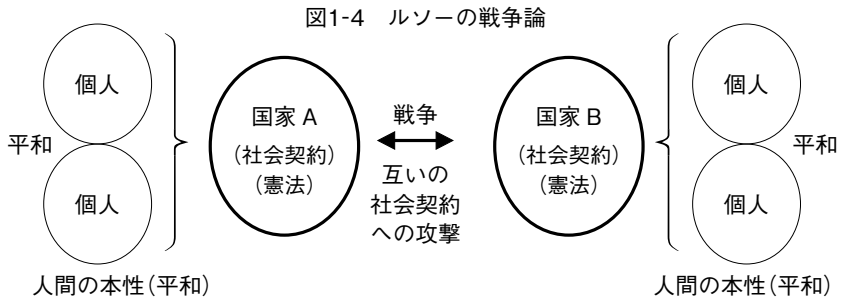 図1-4　ルソーの戦争論
個人
平和
個人
人間の本性(平和)
国家 A
(社会契約)
(憲法)
戦争
互いの
社会契約
への攻撃
国家 B
(社会契約)
(憲法)
個人
平和
個人
人間の本性(平和)